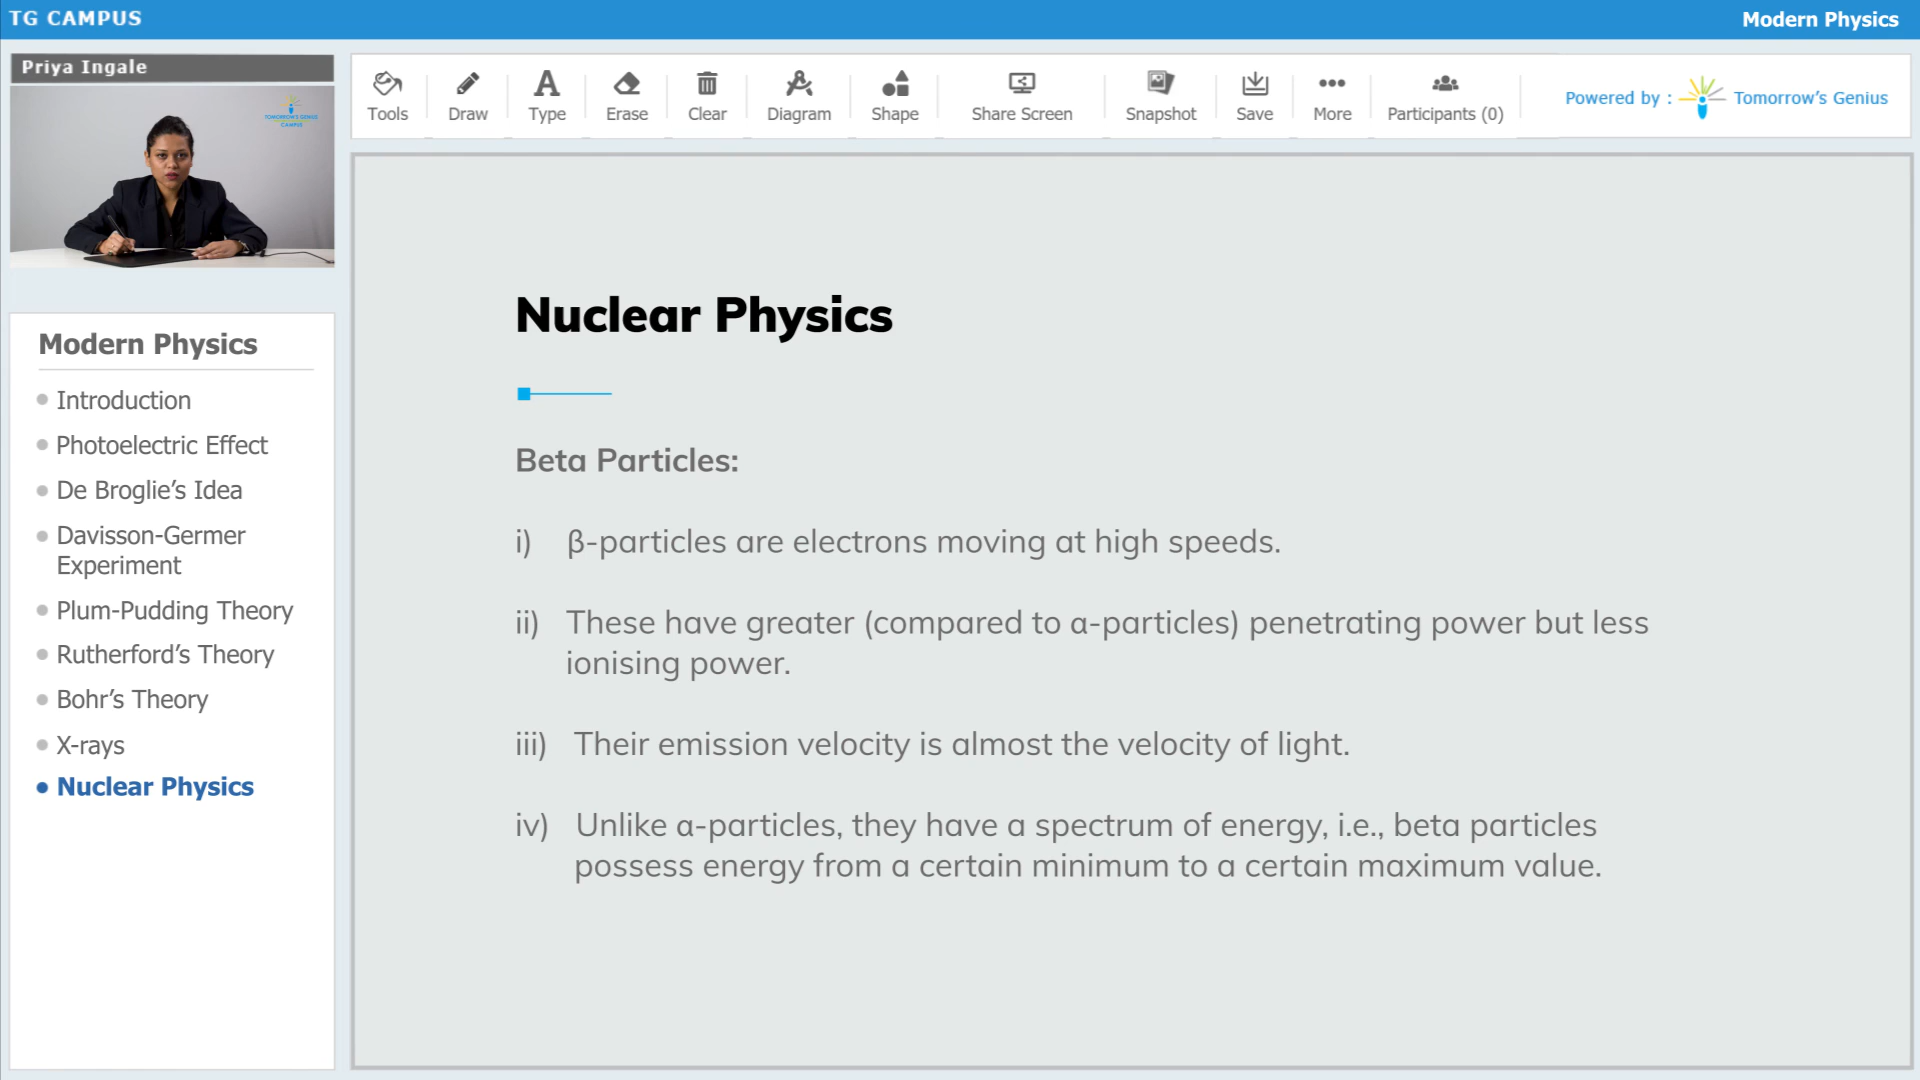 TG CAMPUS
Modern Physics
Priya Ingale
TOMORROW'S GENIUS
CAMPUS
Tools
Draw
Type
Erase
Clear
Diagram
Shape
Share Screen
Snapshot
Save
More
Participants (0)
Powered by :
Tomorrow's Genius
Modern Physics
Introduction
Photoelectric Effect
De Broglie's Idea
Davisson-Germer
Experiment
Plum-Pudding Theory
Rutherford's Theory
Bohr's Theory
X-rays
Nuclear Physics
Nuclear Physics
Beta Particles:
i) β-particles are electrons moving at high speeds.
ii) These have greater (compared to α-particles) penetrating power but less
ionising power.
iii) Their emission velocity is almost the velocity of light.
iv) Unlike α-particles, they have a spectrum of energy, i.e., beta particles
possess energy from a certain minimum to a certain maximum value.